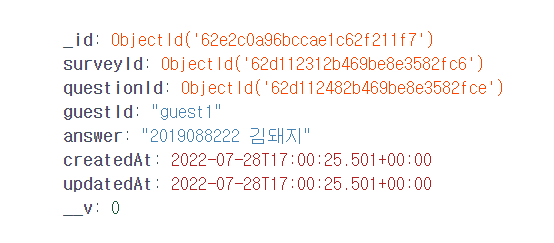 _id: ObjectId('62e2c0a96bccae1c62f211f7')
surveyId: ObjectId('62d112312b469be8e3582fc6')
questionId: ObjectId('62d112482b469be8e3582fce')
guestId: "guest1"
answer: "2019088222 김돼지"
createdAt: 2022-07-28T17:00:25.501+00:00
updatedAt: 2022-07-28T17:00:25.501+00:00
__v: 0